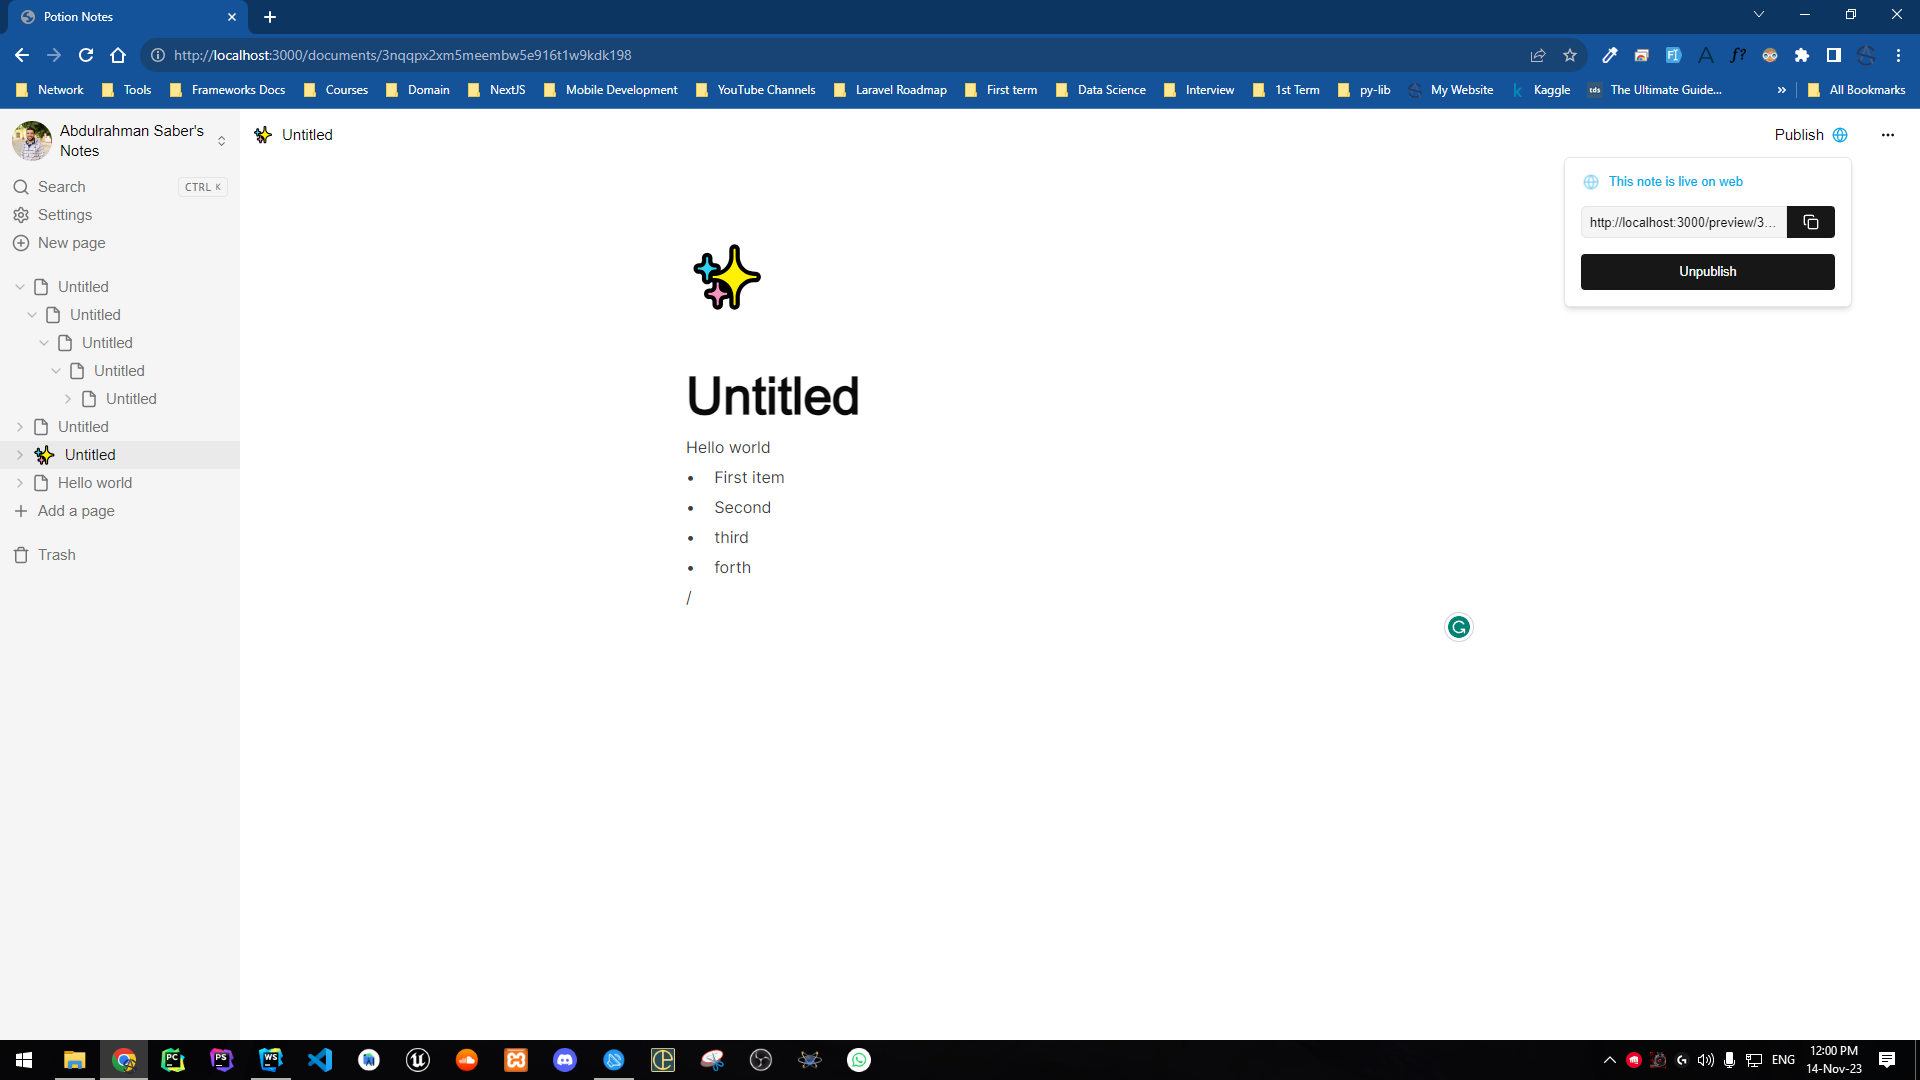 Potion Notes
http://localhost:3000/documents/3nqqpx2xm5meembw5e916t1w9kdk198
Network Tools Frameworks Docs Courses Domain NextJS Mobile Development YouTube Channels Laravel Roadmap First term Data Science Interview 1st Term py-lib My Website Kaggle The Ultimate Guide... » All Bookmarks
Abdulrahman Saber's
Notes
Search CTRL K
Settings
New page
Untitled
Untitled
Untitled
Untitled
Untitled
Untitled
Untitled
Hello world
Add a page
Trash
Untitled
Publish
This note is live on web
http://localhost:3000/preview/3...
Unpublish
Untitled
Hello world
• First item
• Second
• third
• forth
/
ENG
12:00 PM
14-Nov-23